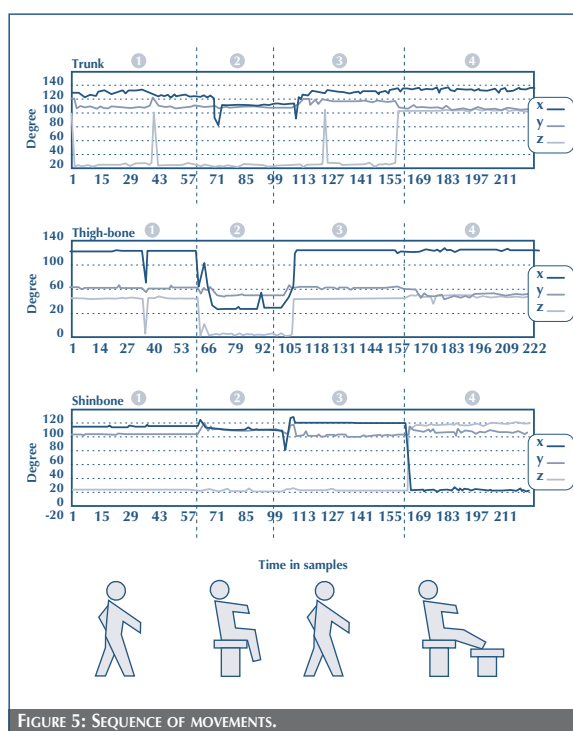 Trunk
1 2 3 4
Degree
140
120
100
80
60
40
20
x
y
z
1 15 29 43 57 71 85 99 113 127 141 155 169 183 197 211
Thigh-bone
1 2 3 4
Degree
140
100
60
20
0
x
y
z
1 14 27 40 53 66 79 92 105 118 131 144 157 170 183 196 209 222
Shinbone
1 2 3 4
Degree
120
100
80
60
40
20
0
-20
x
y
z
1 15 29 43 57 71 85 99 113 127 141 155 169 183 197 211
Time in samples
FIGURE 5: SEQUENCE OF MOVEMENTS.